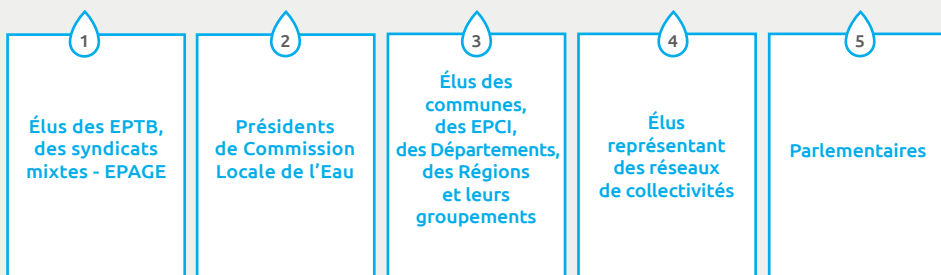 1
Élus des EPTB,
des syndicats
mixtes - EPAGE
2
Présidents
de Commission
Locale de l'Eau
3
Élus des
communes,
des EPCI,
des Départements,
des Régions
et leurs
groupements
4
Élus
représentant
des réseaux
de collectivités
5
Parlementaires